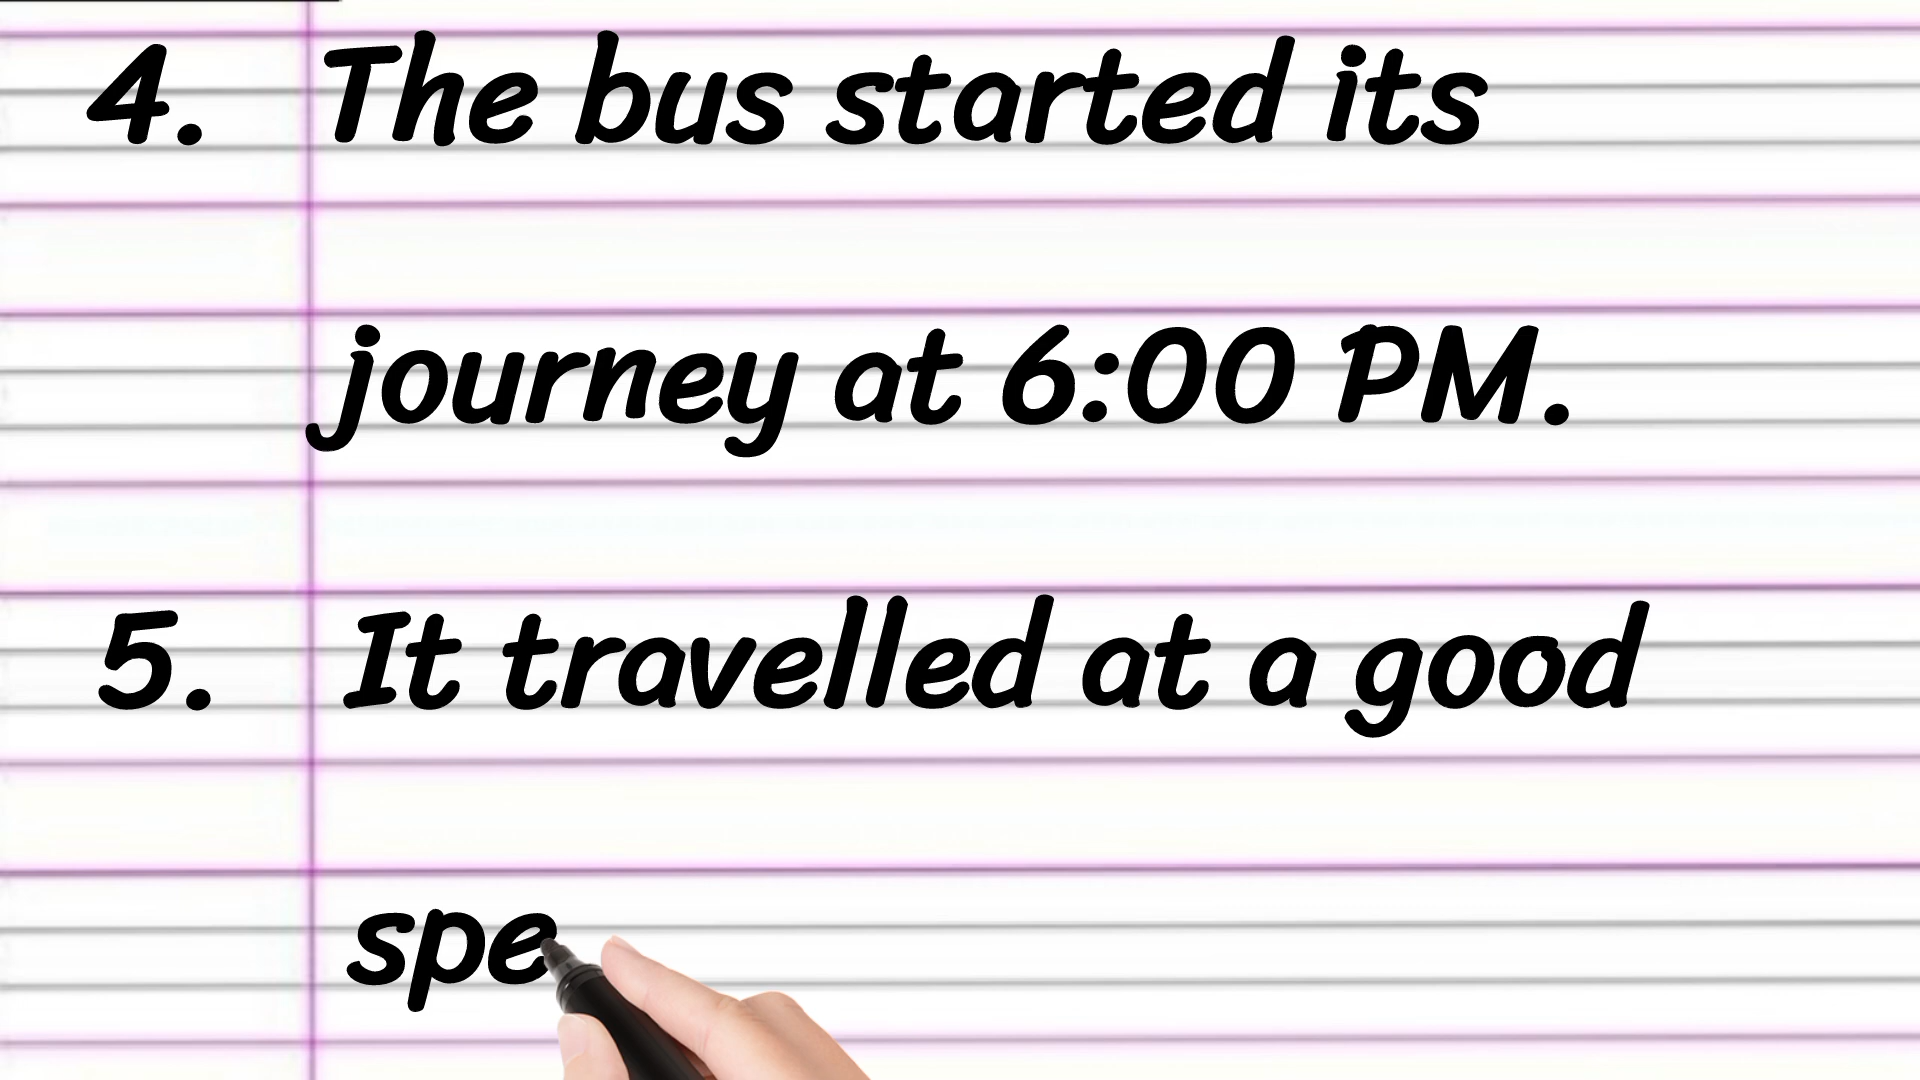 4. The bus started its
journey at 6:00 PM.
5. It travelled at a good
spe